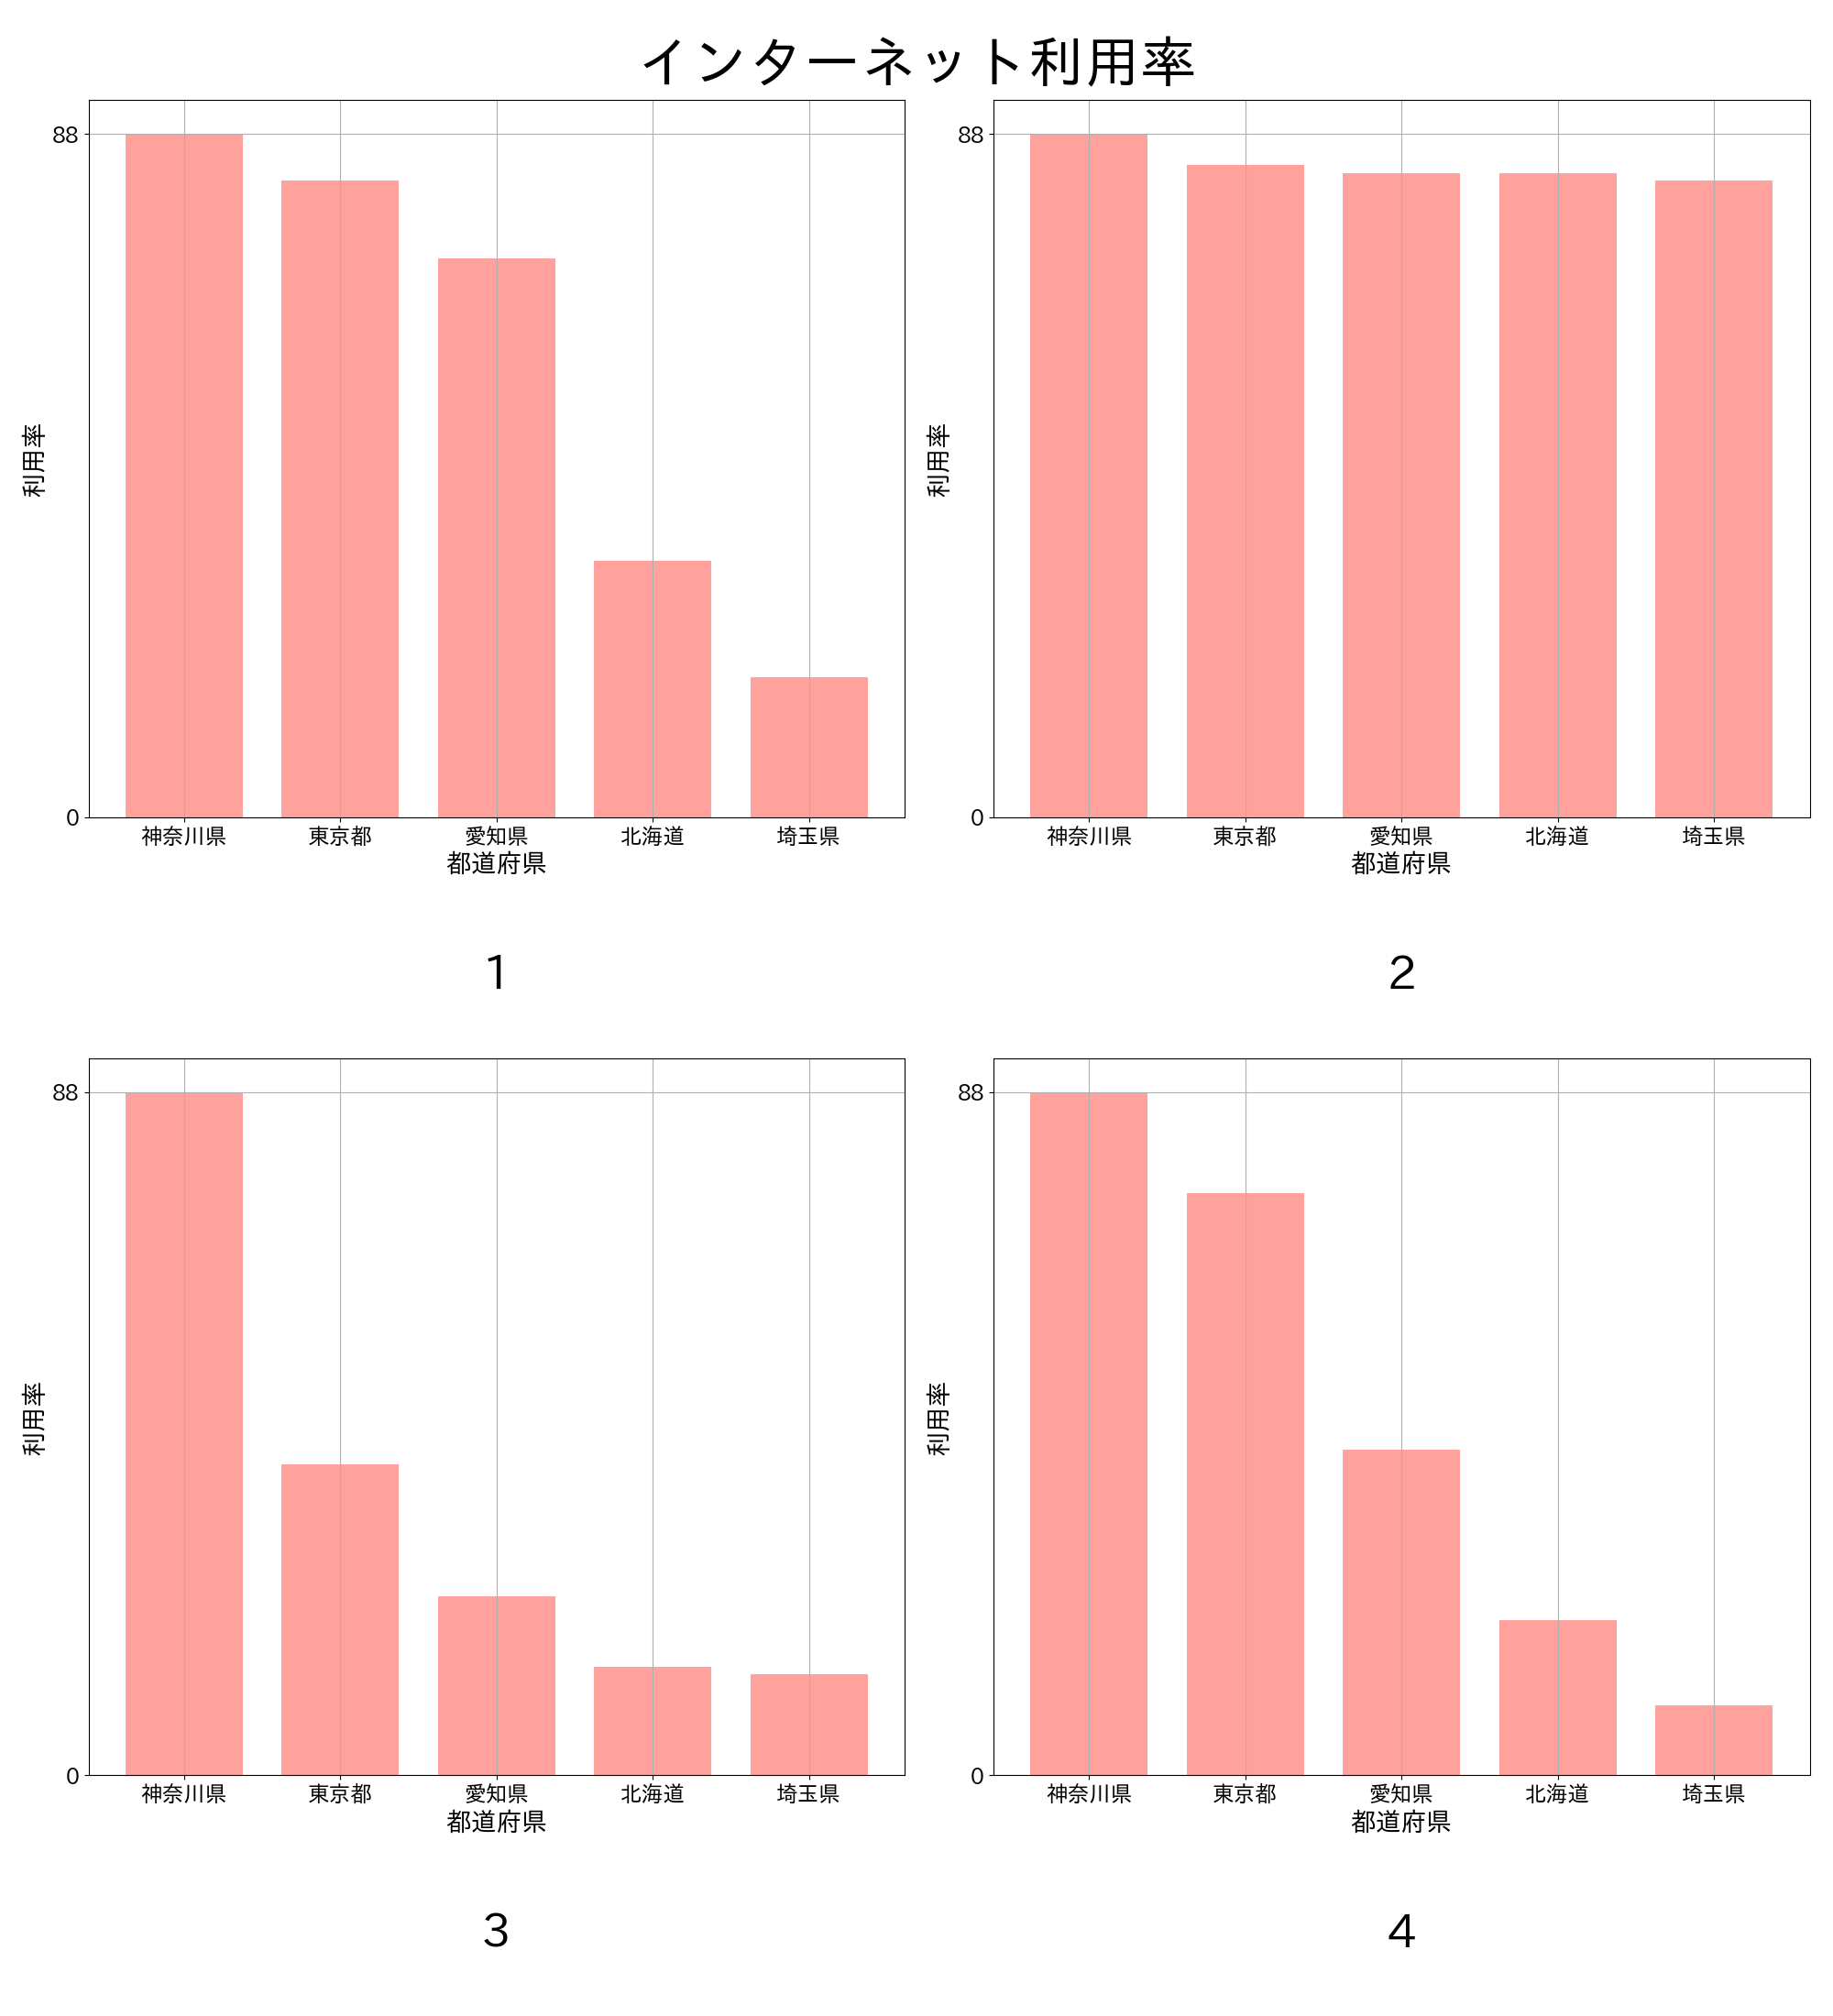 インターネット利用率
88
0
利用率
神奈川県 東京都 愛知県 北海道 埼玉県
都道府県
1
88
0
利用率
神奈川県 東京都 愛知県 北海道 埼玉県
都道府県
2
88
0
利用率
神奈川県 東京都 愛知県 北海道 埼玉県
都道府県
3
88
0
利用率
神奈川県 東京都 愛知県 北海道 埼玉県
都道府県
4